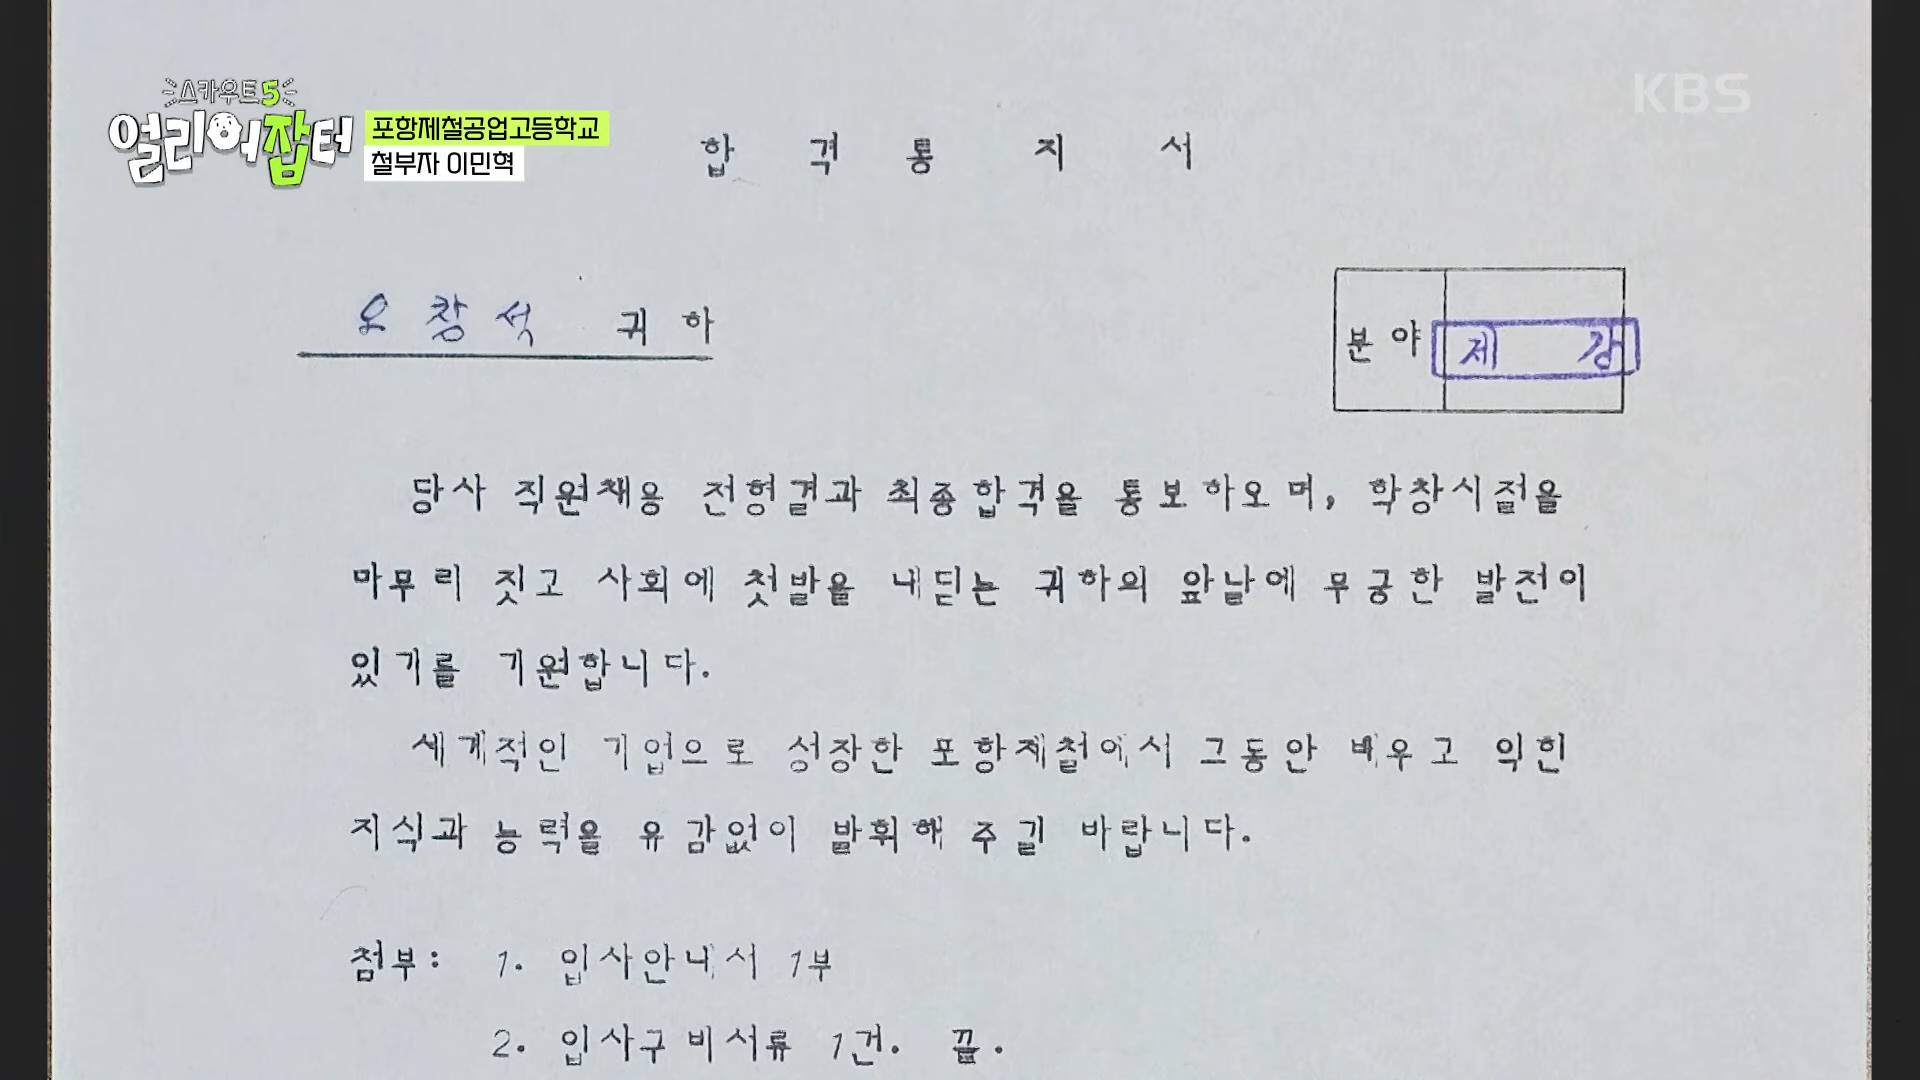 스카우트5
얼리어잡터
포항제철공업고등학교
철부자 이민혁
KBS
합격통지서
오창석 귀하
분야 제강
당사 직원채용 전형결과 최종합격을 통보하오며, 학창시절을
마무리 짓고 사회에 첫발을 내딛는 귀하의 앞날에 무궁한 발전이
있기를 기원합니다.
세계적인 기업으로 성장한 포항제철에서 그동안 배우고 익힌
지식과 능력을 유감없이 발휘해 주길 바랍니다.
첨부: 1. 입사안내서 1부
2. 입사구비서류 1건. 끝.